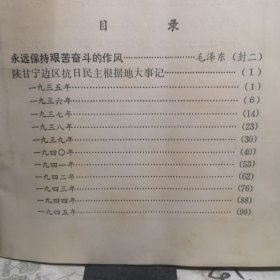 目 录
永远保持艰苦奋斗的作风…………………毛泽东（封二）
陕甘宁边区抗日民主根据地大事记…………………（1）
一九三五年…………………（1）
一九三六年…………………（6）
一九三七年…………………（14）
一九三八年…………………（23）
一九三九年…………………（30）
一九四〇年…………………（40）
一九四一年…………………（53）
一九四二年…………………（62）
一九四三年…………………（76）
一九四四年…………………（88）
一九四五年…………………（99）